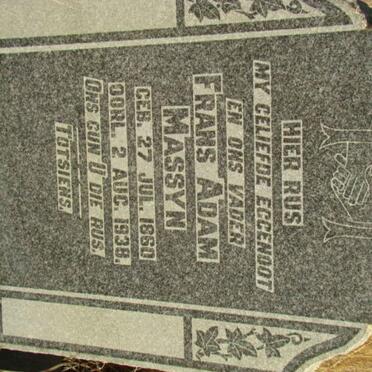 HIER RUS
MY GELIEFDE EGGENOOT
EN ONS VADER
FRANS ADAM
MASSYN
GEB. 27 JUL. 1860
OORL. 2 AUG. 1938.
ONS GUN U DIE RUS!
TOTSIENS.